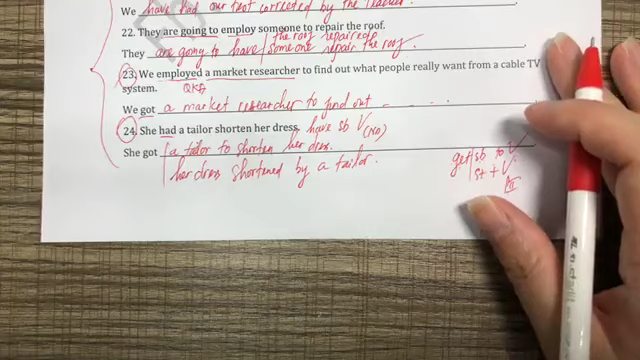 We have had our test corrected by the teacher.
22. They are going to employ someone to repair the roof.
the roof repaired
They are going to have someone repair the roof.
23. We employed a market researcher to find out what people really want from a cable TV
system. QKĐ
We got a market researcher to find out - . . . .
24. She had a tailor shorten her dress. have sb V(No)
She got a tailor to shorten her dress.
her dress shortened by a tailor.
get sb to V
st + V
III